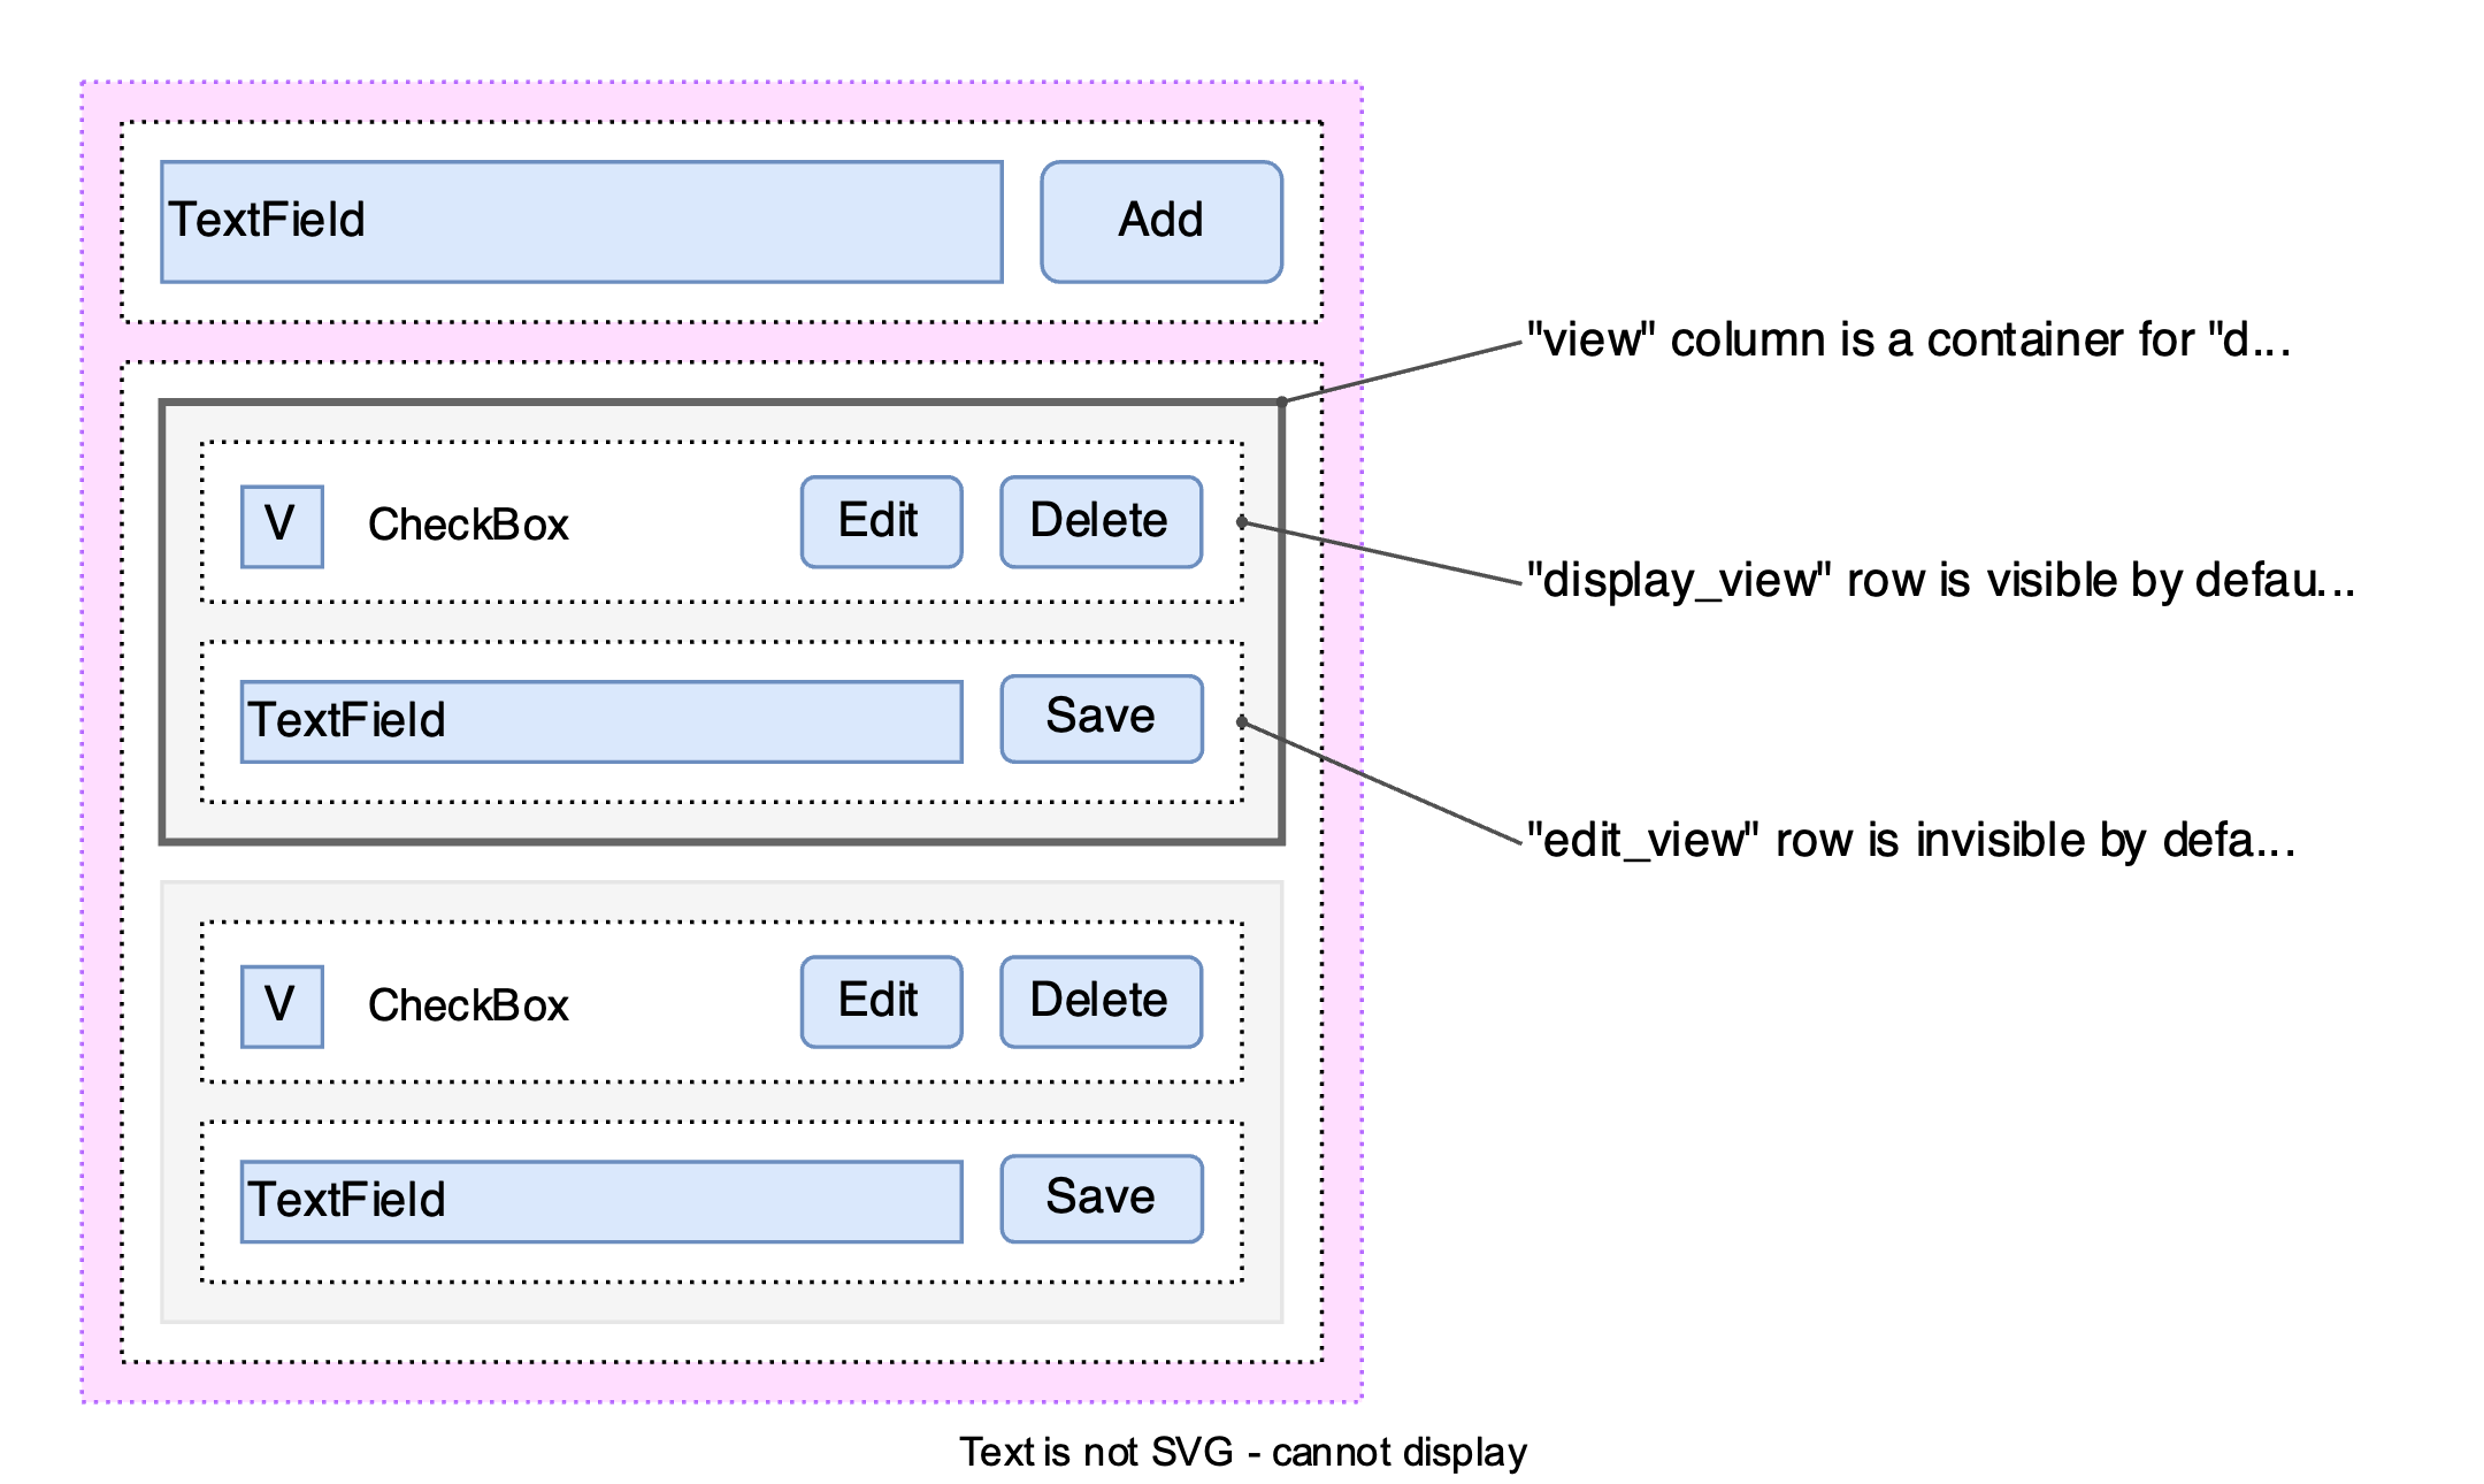 TextField
Add
"view" column is a container for "d...
V CheckBox Edit Delete
"display_view" row is visible by defau...
TextField Save
"edit_view" row is invisible by defa...
V CheckBox Edit Delete
TextField Save
Text is not SVG - cannot display